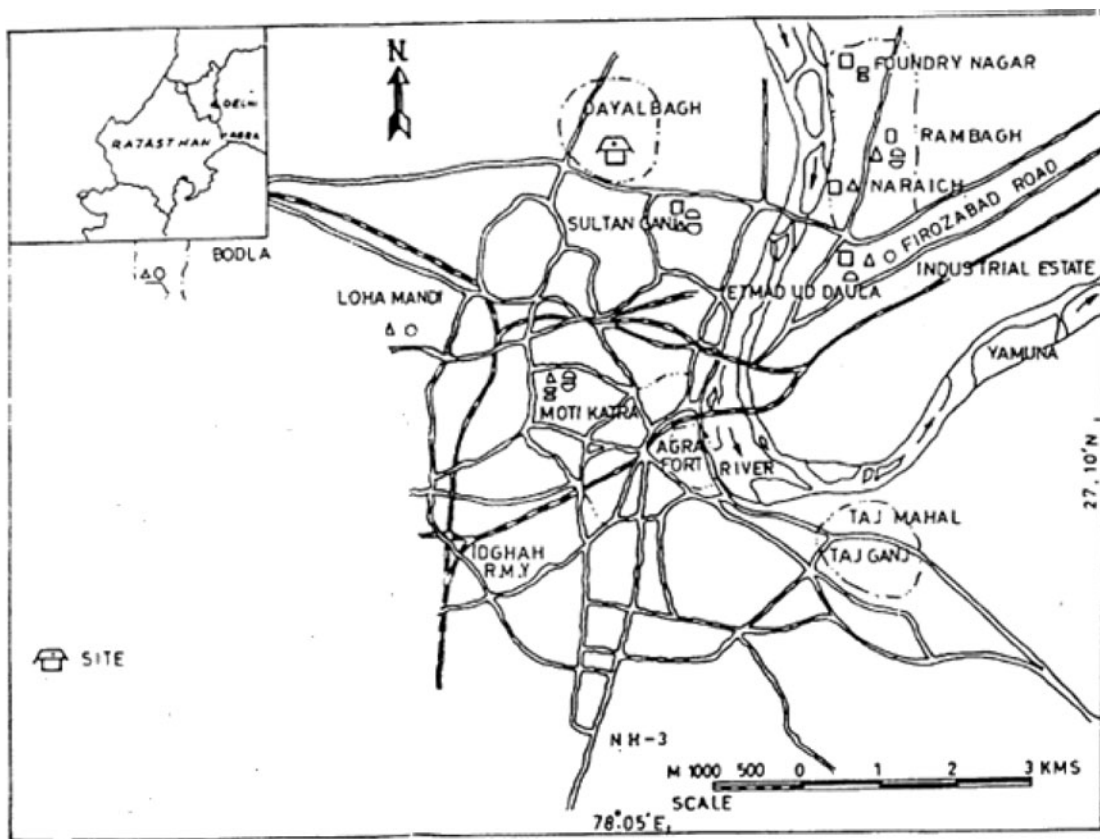 N
DELHI
AGRA
RAJASTHAN
BODLA
DAYALBAGH
FOUNDRY NAGAR
RAMBAGH
NARAICH
SULTAN GANJ
FIROZABAD ROAD
INDUSTRIAL ESTATE
ETMAD UD DAULA
LOHA MANDI
YAMUNA
MOTI KATRA
AGRA
FORT
RIVER
27.10'N
TAJ MAHAL
TAJ GANJ
IDGHAH
R.M.Y
SITE
NH-3
M 1000 500 0 1 2 3 KMS
SCALE
78°05'E